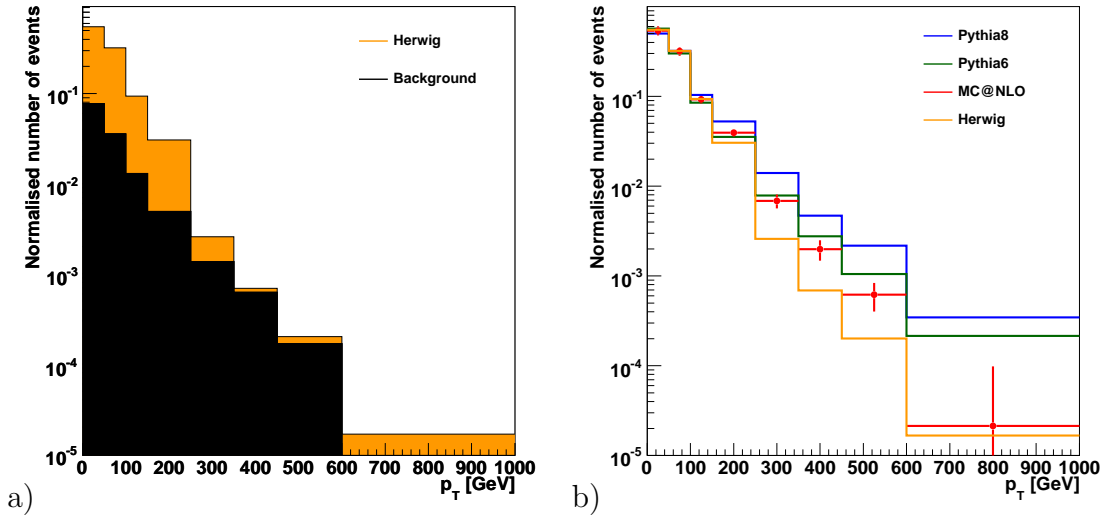 Normalised number of events
10⁻¹
10⁻²
10⁻³
10⁻⁴
10⁻⁵
Herwig
Background
0 100 200 300 400 500 600 700 800 900 1000
p_T [GeV]
a)
Normalised number of events
10⁻¹
10⁻²
10⁻³
10⁻⁴
10⁻⁵
Pythia8
Pythia6
MC@NLO
Herwig
0 100 200 300 400 500 600 700 800 900 1000
p_T [GeV]
b)